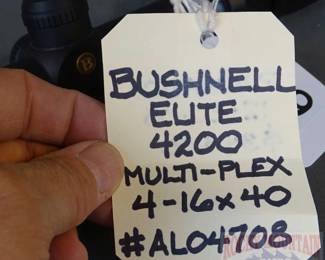 BUSHNELL
ELITE
4200
MULTI-PLEX
4-16x40
#AL04708